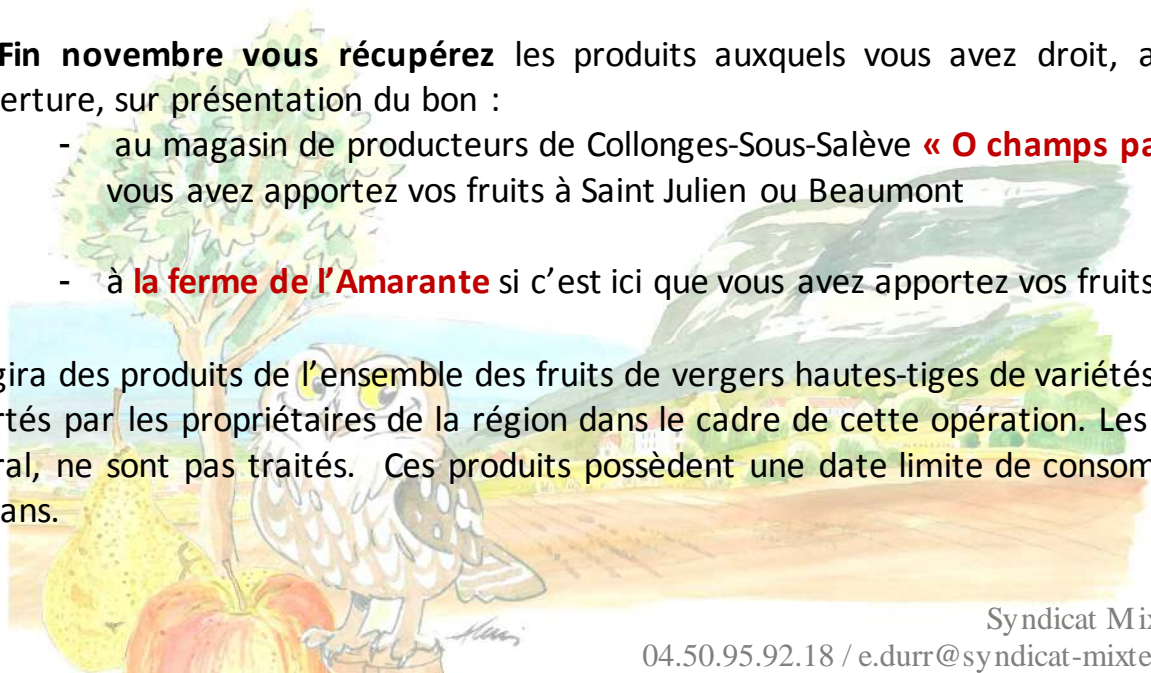 Fin novembre vous récupérez les produits auxquels vous avez droit, a
erture, sur présentation du bon :
- au magasin de producteurs de Collonges-Sous-Salève « O champs pa
vous avez apportez vos fruits à Saint Julien ou Beaumont
- à la ferme de l’Amarante si c’est ici que vous avez apportez vos fruits
gira des produits de l’ensemble des fruits de vergers hautes-tiges de variétés
rtés par les propriétaires de la région dans le cadre de cette opération. Les
ral, ne sont pas traités. Ces produits possèdent une date limite de consom
ans.
Syndicat Mix
04.50.95.92.18 / e.durr@syndicat-mixte